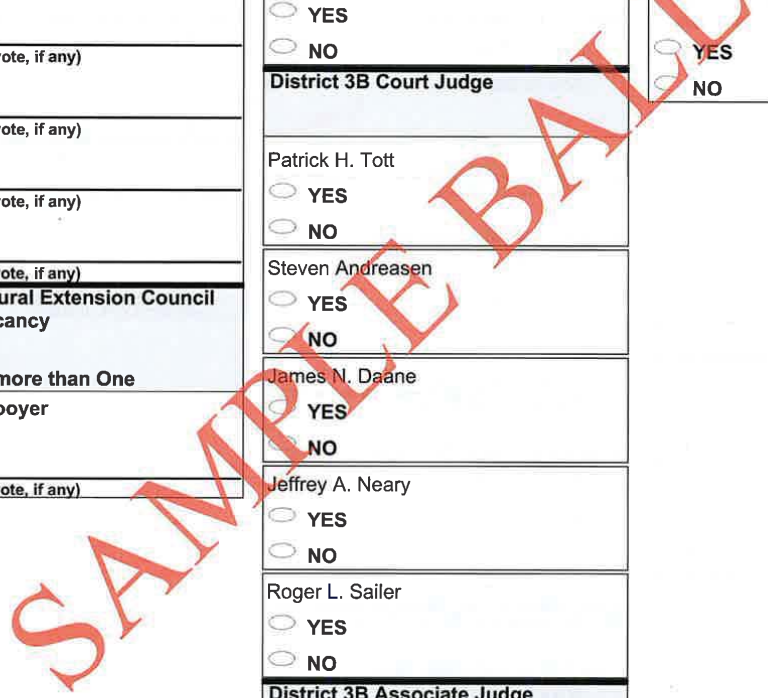 ote, if any)
ote, if any)
ote, if any)
ote, if any)
ural Extension Council
cancy
more than One
ooyer
ote, if any)
YES
NO
District 3B Court Judge
Patrick H. Tott
YES
NO
Steven Andreasen
YES
NO
James N. Daane
YES
NO
Jeffrey A. Neary
YES
NO
Roger L. Sailer
YES
NO
District 3B Associate Judge
YES
NO
SAMPLE BALL